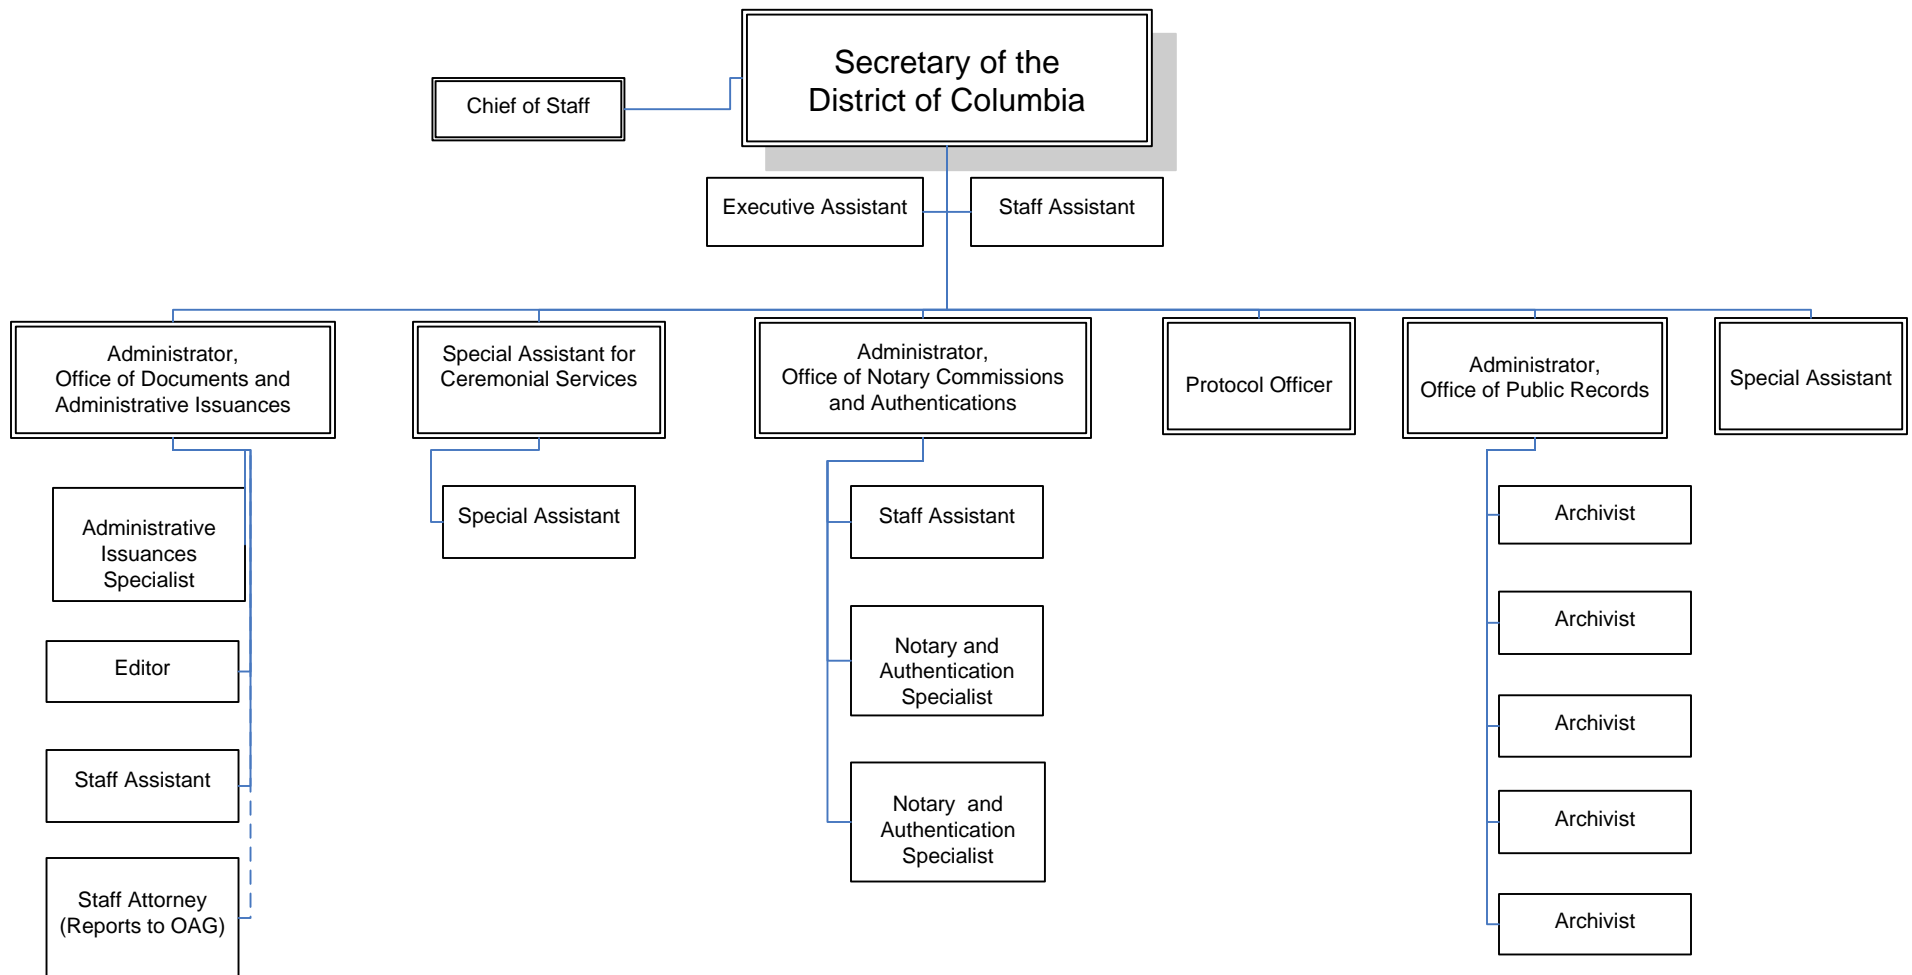 Secretary of the
District of Columbia
Chief of Staff
Executive Assistant
Staff Assistant
Administrator,
Office of Documents and
Administrative Issuances
Special Assistant for
Ceremonial Services
Administrator,
Office of Notary Commissions
and Authentications
Protocol Officer
Administrator,
Office of Public Records
Special Assistant
Administrative
Issuances
Specialist
Editor
Staff Assistant
Staff Attorney
(Reports to OAG)
Special Assistant
Staff Assistant
Notary and
Authentication
Specialist
Notary and
Authentication
Specialist
Archivist
Archivist
Archivist
Archivist
Archivist